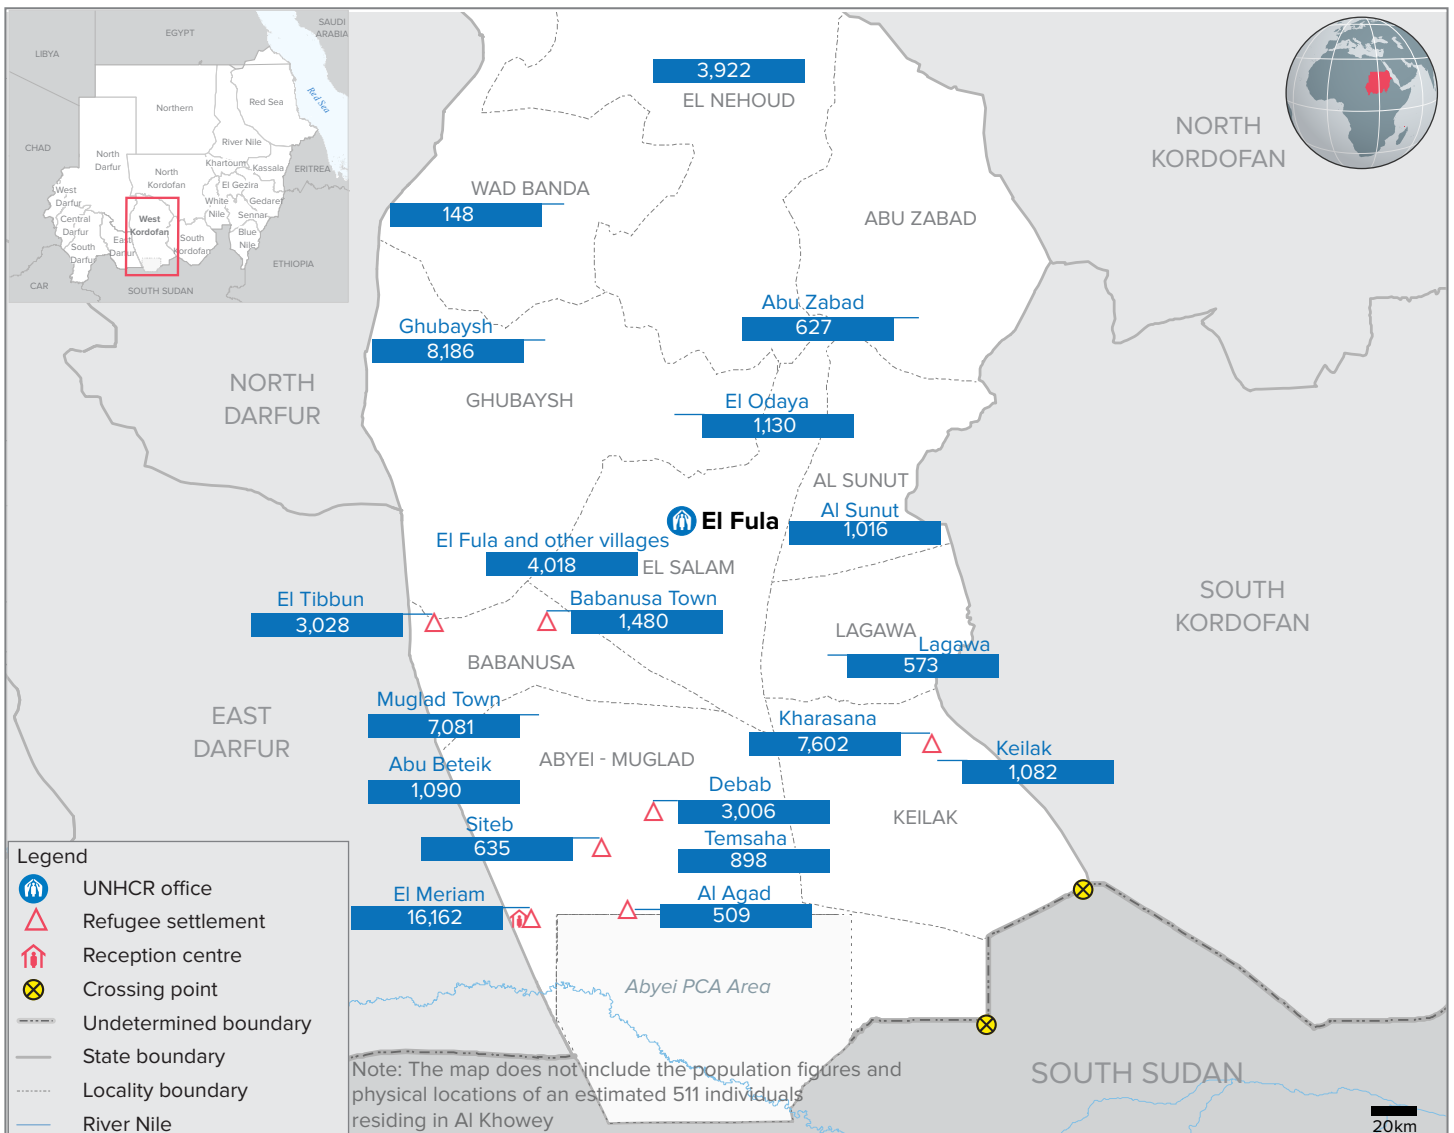 EGYPT
SAUDI
ARABIA
LIBYA
Red Sea
Northern
Red Sea
River Nile
CHAD
North
Darfur
Khartoum
Kassala
ERITREA
North
Kordofan
El Gezira
West
Darfur
White
Nile
Gedaref
Sennar
Central
Darfur
West
Kordofan
East
Darfur
South
Darfur
South
Kordofan
Blue
Nile
ETHIOPIA
CAR
SOUTH SUDAN
3,922
EL NEHOUD
NORTH
KORDOFAN
WAD BANDA
148
ABU ZABAD
Abu Zabad
627
Ghubaysh
8,186
NORTH
DARFUR
GHUBAYSH
El Odaya
1,130
AL SUNUT
Al Sunut
1,016
El Fula
El Fula and other villages
4,018
EL SALAM
El Tibbun
3,028
Babanusa Town
1,480
SOUTH
KORDOFAN
LAGAWA
Lagawa
573
BABANUSA
Muglad Town
7,081
EAST
DARFUR
Kharasana
7,602
Keilak
1,082
ABYEI - MUGLAD
Abu Beteik
1,090
Debab
3,006
KEILAK
Siteb
635
Temsaha
898
El Meriam
16,162
Al Agad
509
Abyei PCA Area
Legend
UNHCR office
Refugee settlement
Reception centre
Crossing point
Undetermined boundary
State boundary
Locality boundary
River Nile
Note: The map does not include the population figures and
physical locations of an estimated 511 individuals
residing in Al Khowey
SOUTH SUDAN
20km